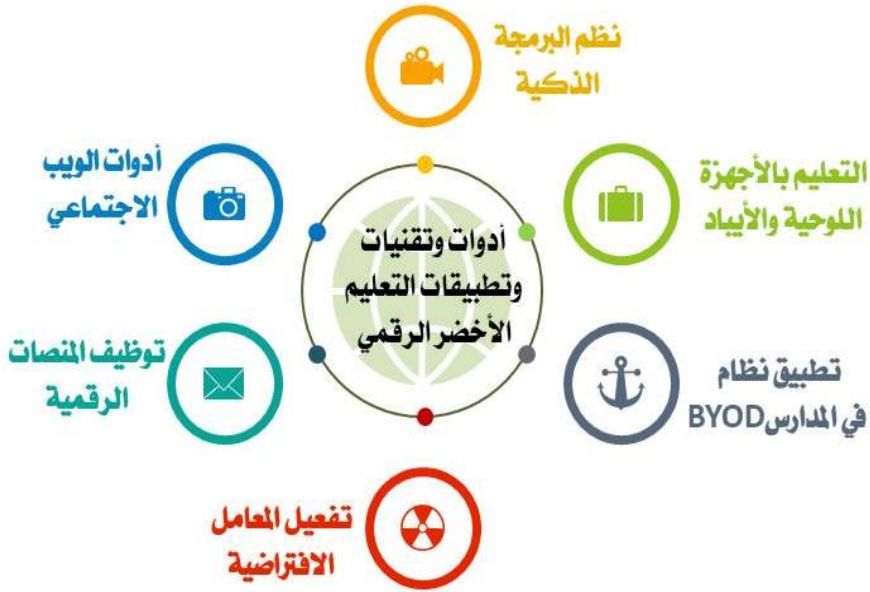 نظم البرمجة
الذكية
التعليم بالأجهزة
اللوحية والأيباد
تطبيق نظام
في المدارسBYOD
تفعيل المعامل
الافتراضية
توظيف المنصات
الرقمية
أدوات الويب
الاجتماعي
أدوات وتقنيات
وتطبيقات التعليم
الأخضر الرقمي